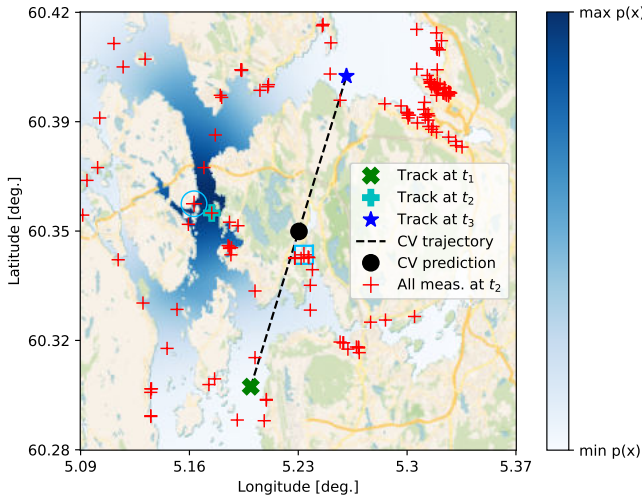 60.42
60.39
60.35
60.32
60.28
Latitude [deg.]
5.09
5.16
5.23
5.3
5.37
Longitude [deg.]
Track at t₁
Track at t₂
Track at t₃
CV trajectory
CV prediction
All meas. at t₂
max p(x)
min p(x)